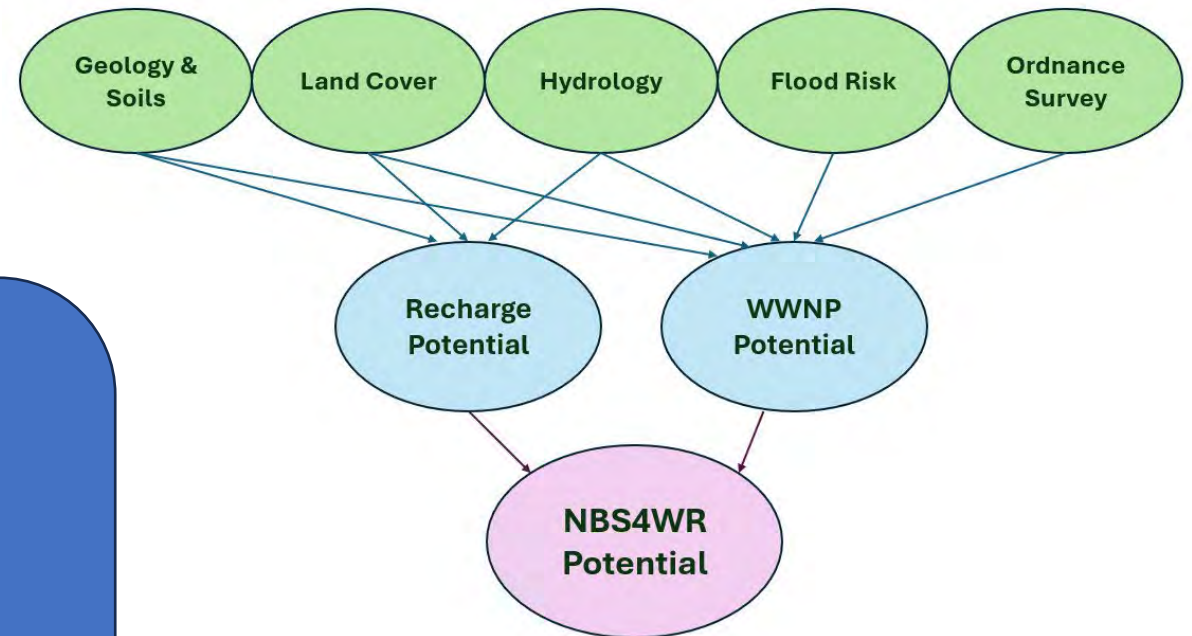 Geology &
Soils
Land Cover
Hydrology
Flood Risk
Ordnance
Survey
Recharge
Potential
WWNP
Potential
NBS4WR
Potential